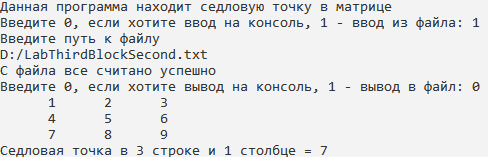 Данная программа находит седловую точку в матрице
Введите 0, если хотите ввод на консоль, 1 - ввод из файла: 1
Введите путь к файлу
D:/LabThirdBlockSecond.txt
С файла все считано успешно
Введите 0, если хотите вывод на консоль, 1 - вывод в файл: 0
1 2 3
4 5 6
7 8 9
Седловая точка в 3 строке и 1 столбце = 7